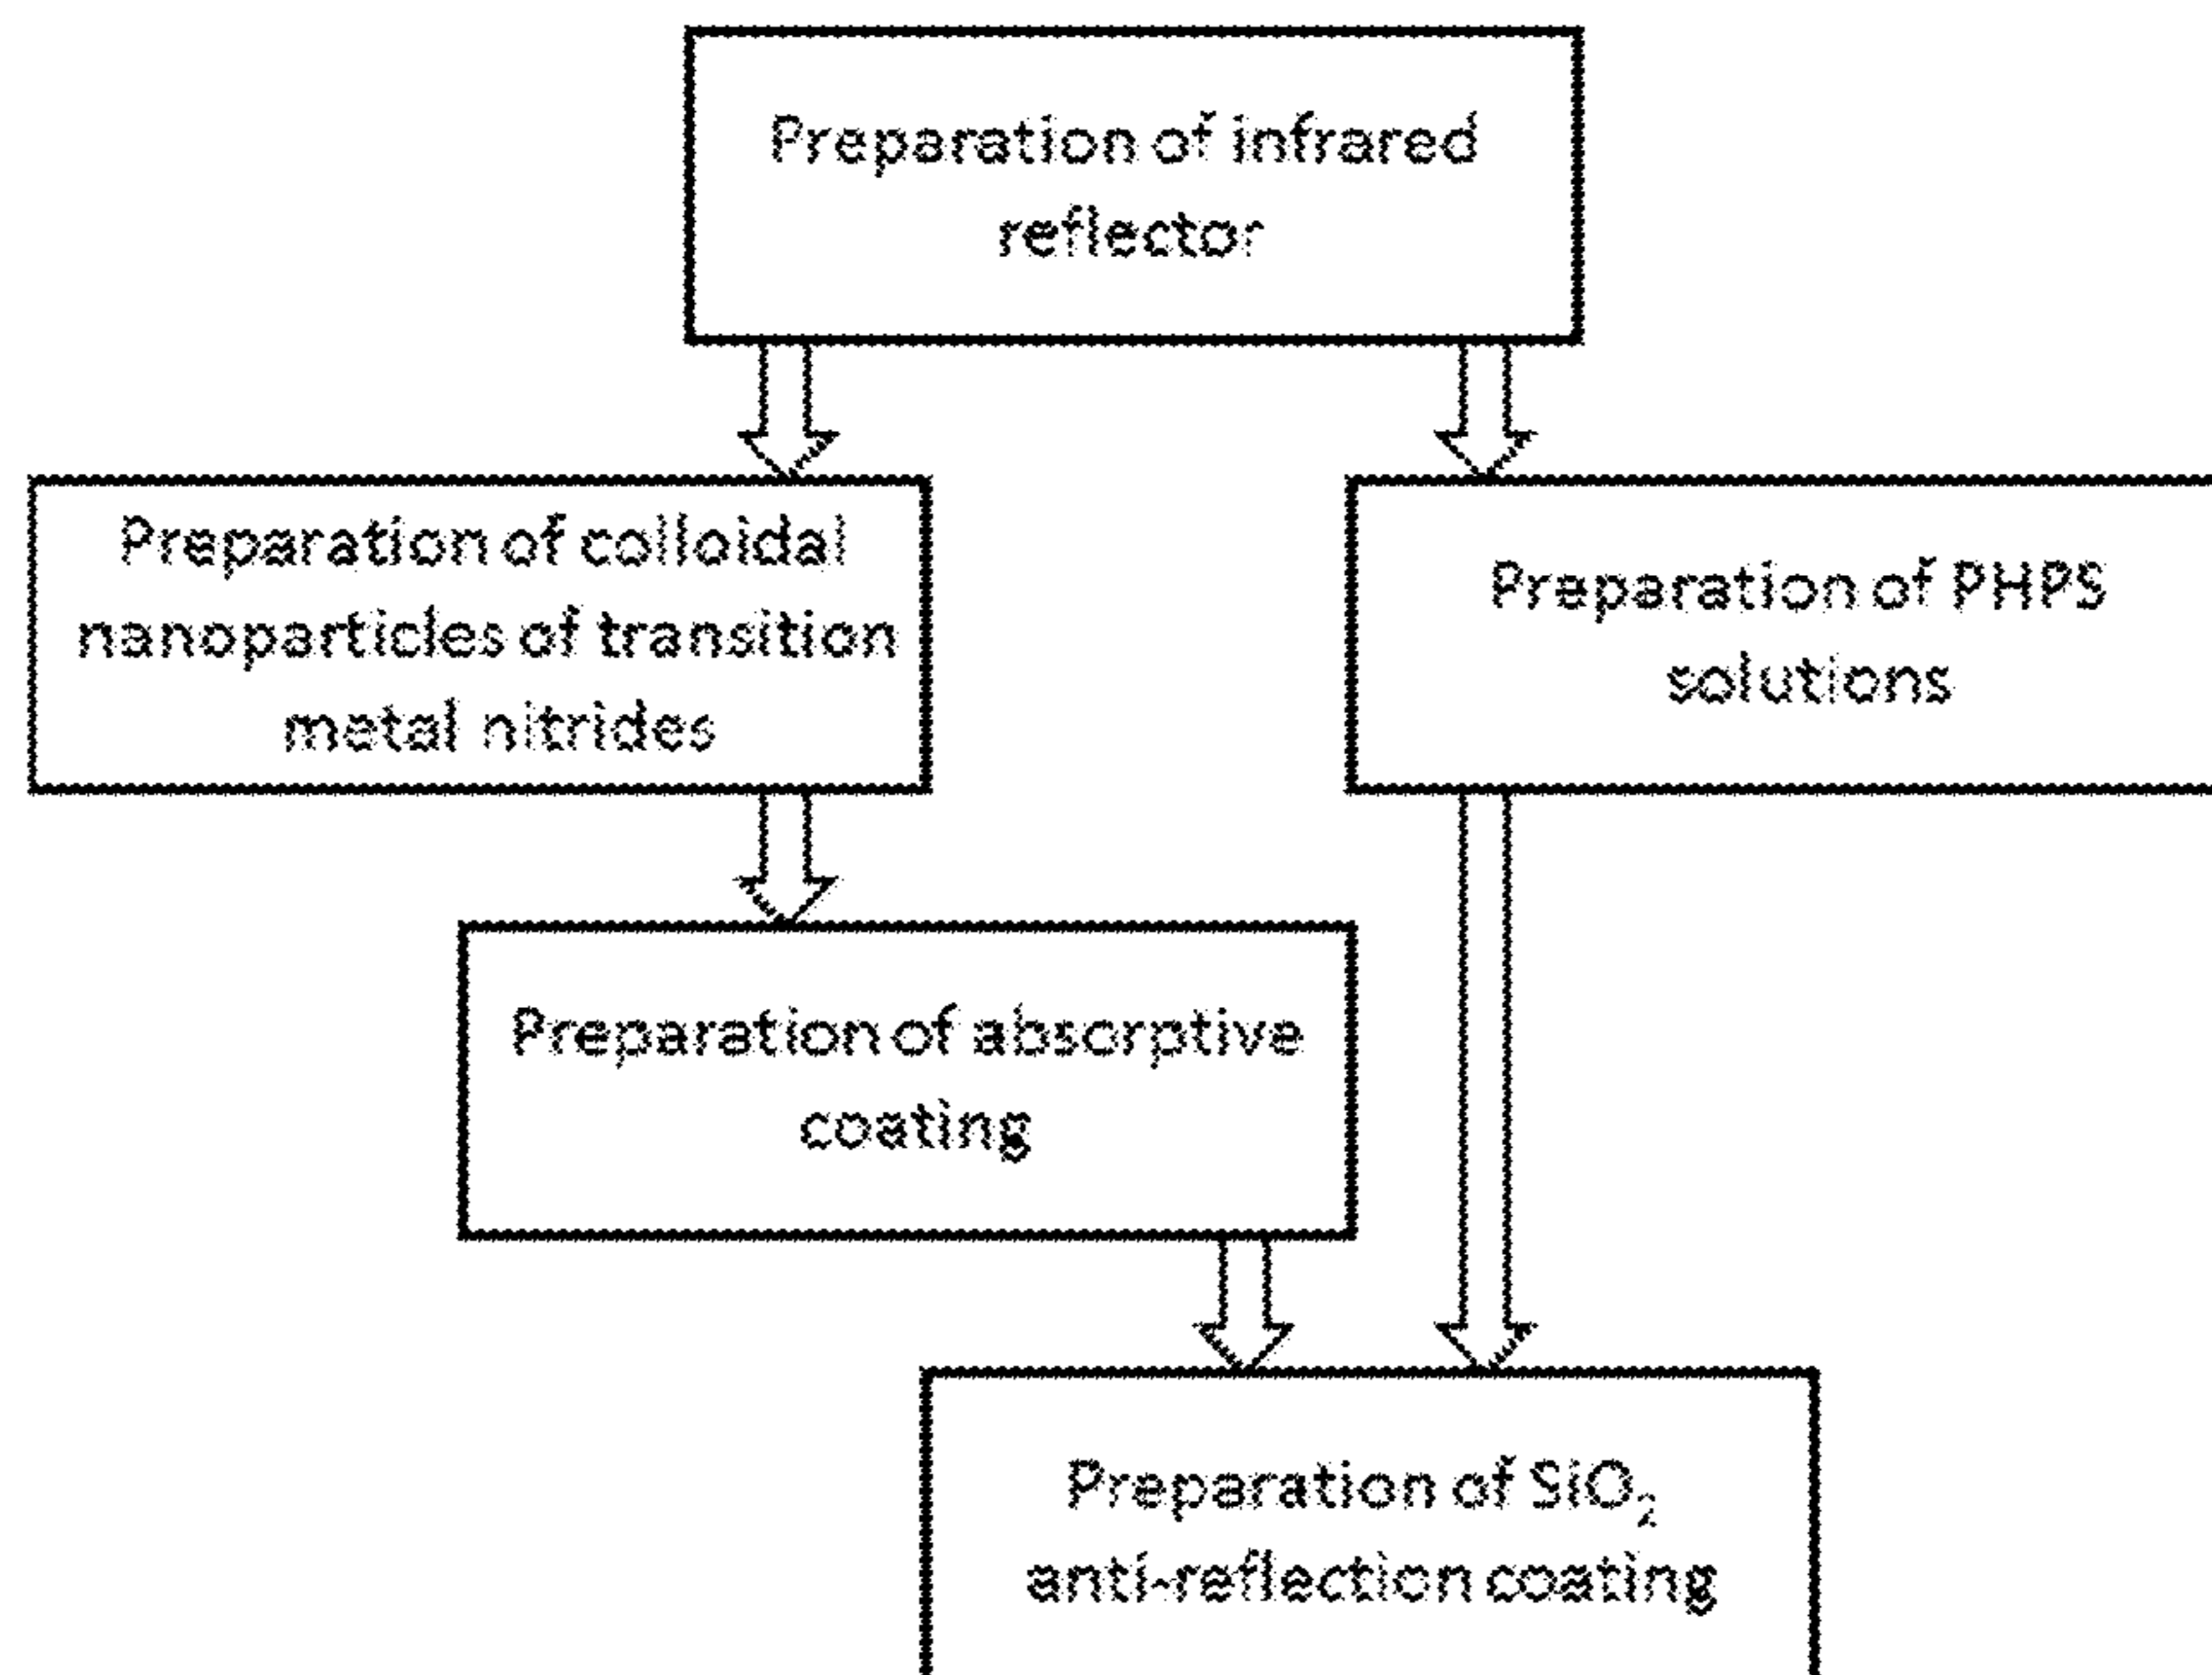 Preparation of infrared
reflector
Preparation of colloidal
nanoparticles of transition
metal nitrides
Preparation of PHPS
solutions
Preparation of absorptive
coating
Preparation of SiO₂
anti-reflection coating